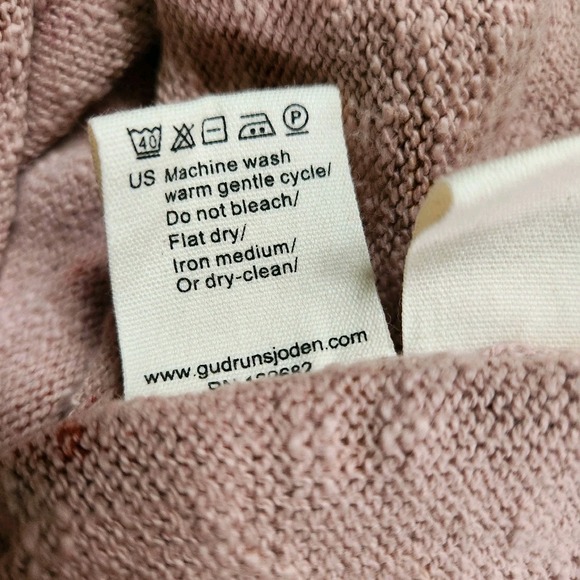 40 P
US Machine wash
warm gentle cycle/
Do not bleach/
Flat dry/
Iron medium/
Or dry-clean/
www.gudrunsjoden.com